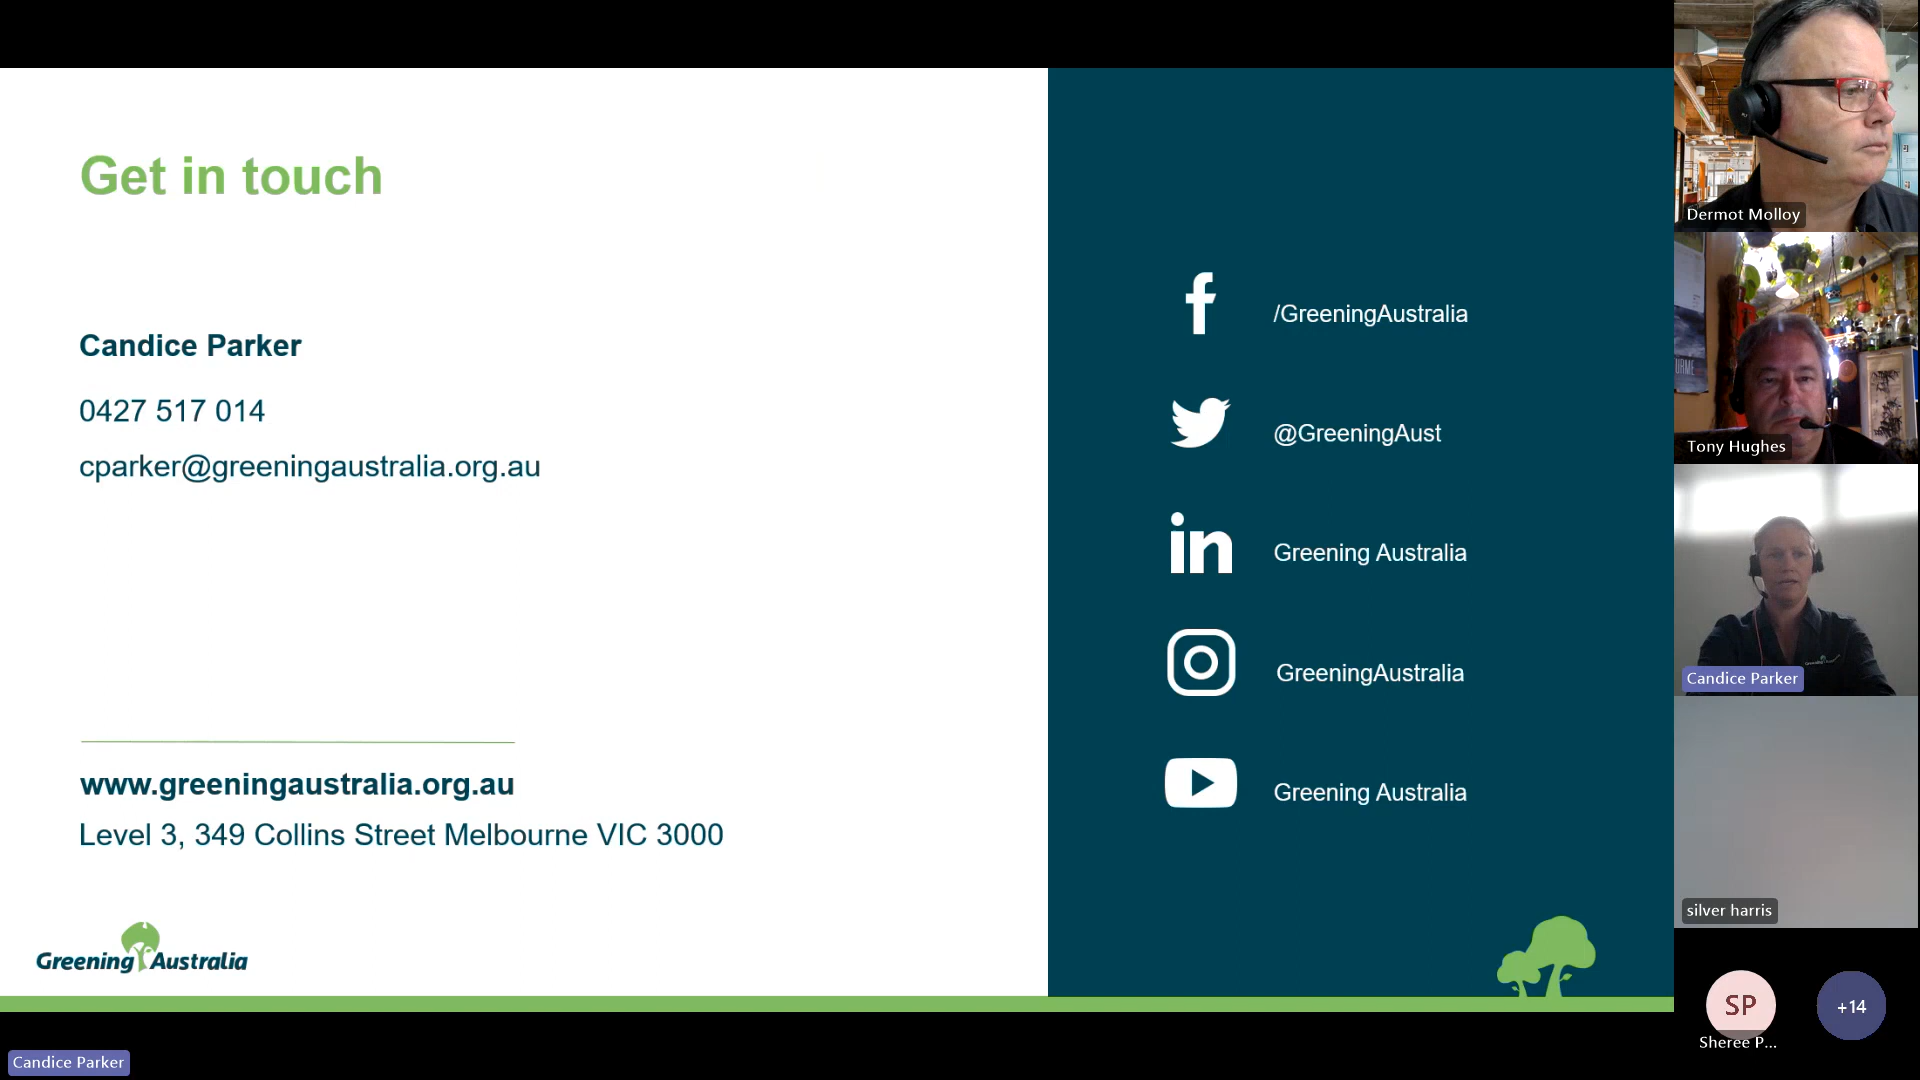 Get in touch
Candice Parker
0427 517 014
cparker@greeningaustralia.org.au
www.greeningaustralia.org.au
Level 3, 349 Collins Street Melbourne VIC 3000
Greening Australia
/GreeningAustralia
@GreeningAust
in
Greening Australia
GreeningAustralia
Greening Australia
Dermot Molloy
Tony Hughes
Candice Parker
silver harris
SP
Sheree P...
+14
Candice Parker